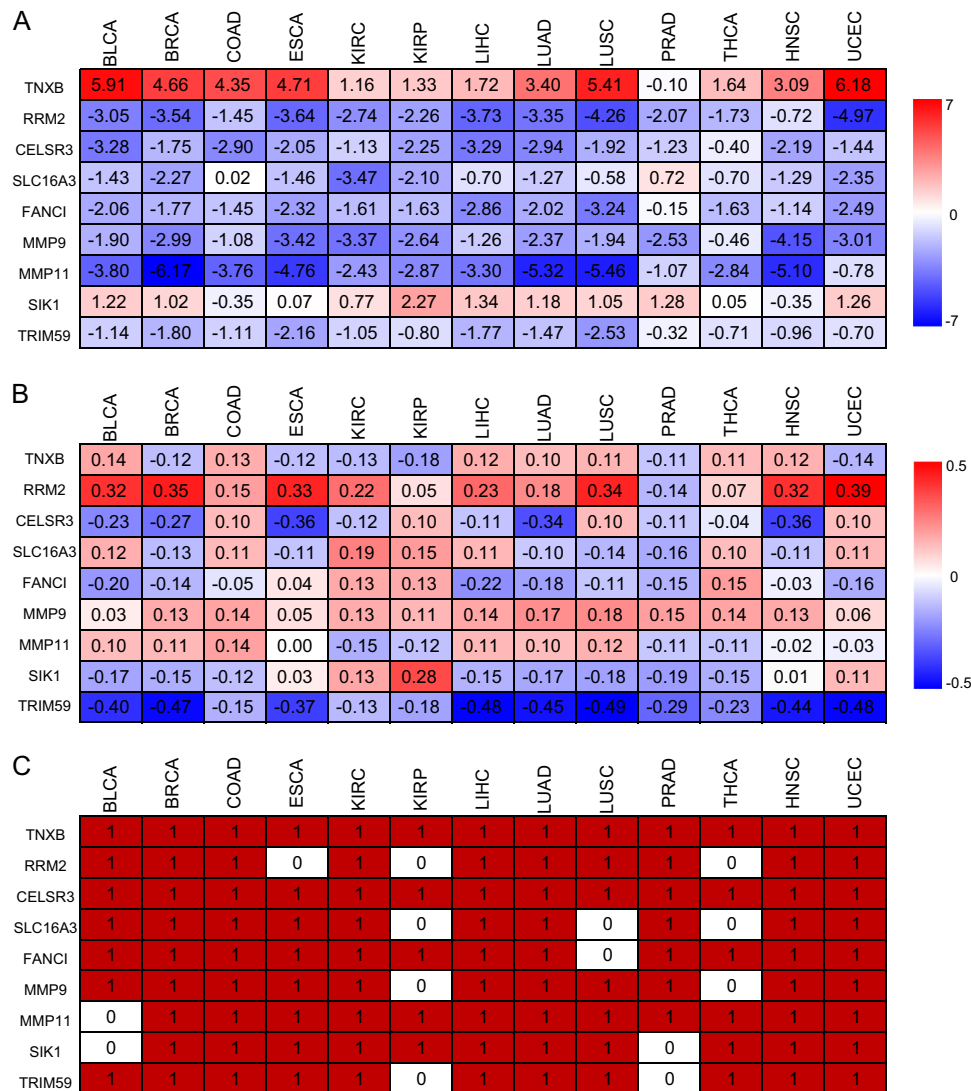 A
BLCA BRCA COAD ESCA KIRC KIRP LIHC LUAD LUSC PRAD THCA HNSC UCEC
TNXB 5.91 4.66 4.35 4.71 1.16 1.33 1.72 3.40 5.41 -0.10 1.64 3.09 6.18
RRM2 -3.05 -3.54 -1.45 -3.64 -2.74 -2.26 -3.73 -3.35 -4.26 -2.07 -1.73 -0.72 -4.97
CELSR3 -3.28 -1.75 -2.90 -2.05 -1.13 -2.25 -3.29 -2.94 -1.92 -1.23 -0.40 -2.19 -1.44
SLC16A3 -1.43 -2.27 0.02 -1.46 -3.47 -2.10 -0.70 -1.27 -0.58 0.72 -0.70 -1.29 -2.35
FANCI -2.06 -1.77 -1.45 -2.32 -1.61 -1.63 -2.86 -2.02 -3.24 -0.15 -1.63 -1.14 -2.49
MMP9 -1.90 -2.99 -1.08 -3.42 -3.37 -2.64 -1.26 -2.37 -1.94 -2.53 -0.46 -4.15 -3.01
MMP11 -3.80 -6.17 -3.76 -4.76 -2.43 -2.87 -3.30 -5.32 -5.46 -1.07 -2.84 -5.10 -0.78
SIK1 1.22 1.02 -0.35 0.07 0.77 2.27 1.34 1.18 1.05 1.28 0.05 -0.35 1.26
TRIM59 -1.14 -1.80 -1.11 -2.16 -1.05 -0.80 -1.77 -1.47 -2.53 -0.32 -0.71 -0.96 -0.70
7
0
-7
B
BLCA BRCA COAD ESCA KIRC KIRP LIHC LUAD LUSC PRAD THCA HNSC UCEC
TNXB 0.14 -0.12 0.13 -0.12 -0.13 -0.18 0.12 0.10 0.11 -0.11 0.11 0.12 -0.14
RRM2 0.32 0.35 0.15 0.33 0.22 0.05 0.23 0.18 0.34 -0.14 0.07 0.32 0.39
CELSR3 -0.23 -0.27 0.10 -0.36 -0.12 0.10 -0.11 -0.34 0.10 -0.11 -0.04 -0.36 0.10
SLC16A3 0.12 -0.13 0.11 -0.11 0.19 0.15 0.11 -0.10 -0.14 -0.16 0.10 -0.11 0.11
FANCI -0.20 -0.14 -0.05 0.04 0.13 0.13 -0.22 -0.18 -0.11 -0.15 0.15 -0.03 -0.16
MMP9 0.03 0.13 0.14 0.05 0.13 0.11 0.14 0.17 0.18 0.15 0.14 0.13 0.06
MMP11 0.10 0.11 0.14 0.00 -0.15 -0.12 0.11 0.10 0.12 -0.11 -0.11 -0.02 -0.03
SIK1 -0.17 -0.15 -0.12 0.03 0.13 0.28 -0.15 -0.17 -0.18 -0.19 -0.15 0.01 0.11
TRIM59 -0.40 -0.47 -0.15 -0.37 -0.13 -0.18 -0.48 -0.45 -0.49 -0.29 -0.23 -0.44 -0.48
0.5
0
-0.5
C
BLCA BRCA COAD ESCA KIRC KIRP LIHC LUAD LUSC PRAD THCA HNSC UCEC
TNXB 1 1 1 1 1 1 1 1 1 1 1 1 1
RRM2 1 1 1 0 1 0 1 1 1 1 0 1 1
CELSR3 1 1 1 1 1 1 1 1 1 1 1 1 1
SLC16A3 1 1 1 1 1 0 1 1 0 1 0 1 1
FANCI 1 1 1 1 1 1 1 1 0 1 1 1 1
MMP9 1 1 1 1 1 0 1 1 1 1 0 1 1
MMP11 0 1 1 1 1 1 1 1 1 1 1 1 1
SIK1 0 1 1 1 1 1 1 1 1 0 1 1 1
TRIM59 1 1 1 1 1 0 1 1 1 0 1 1 1